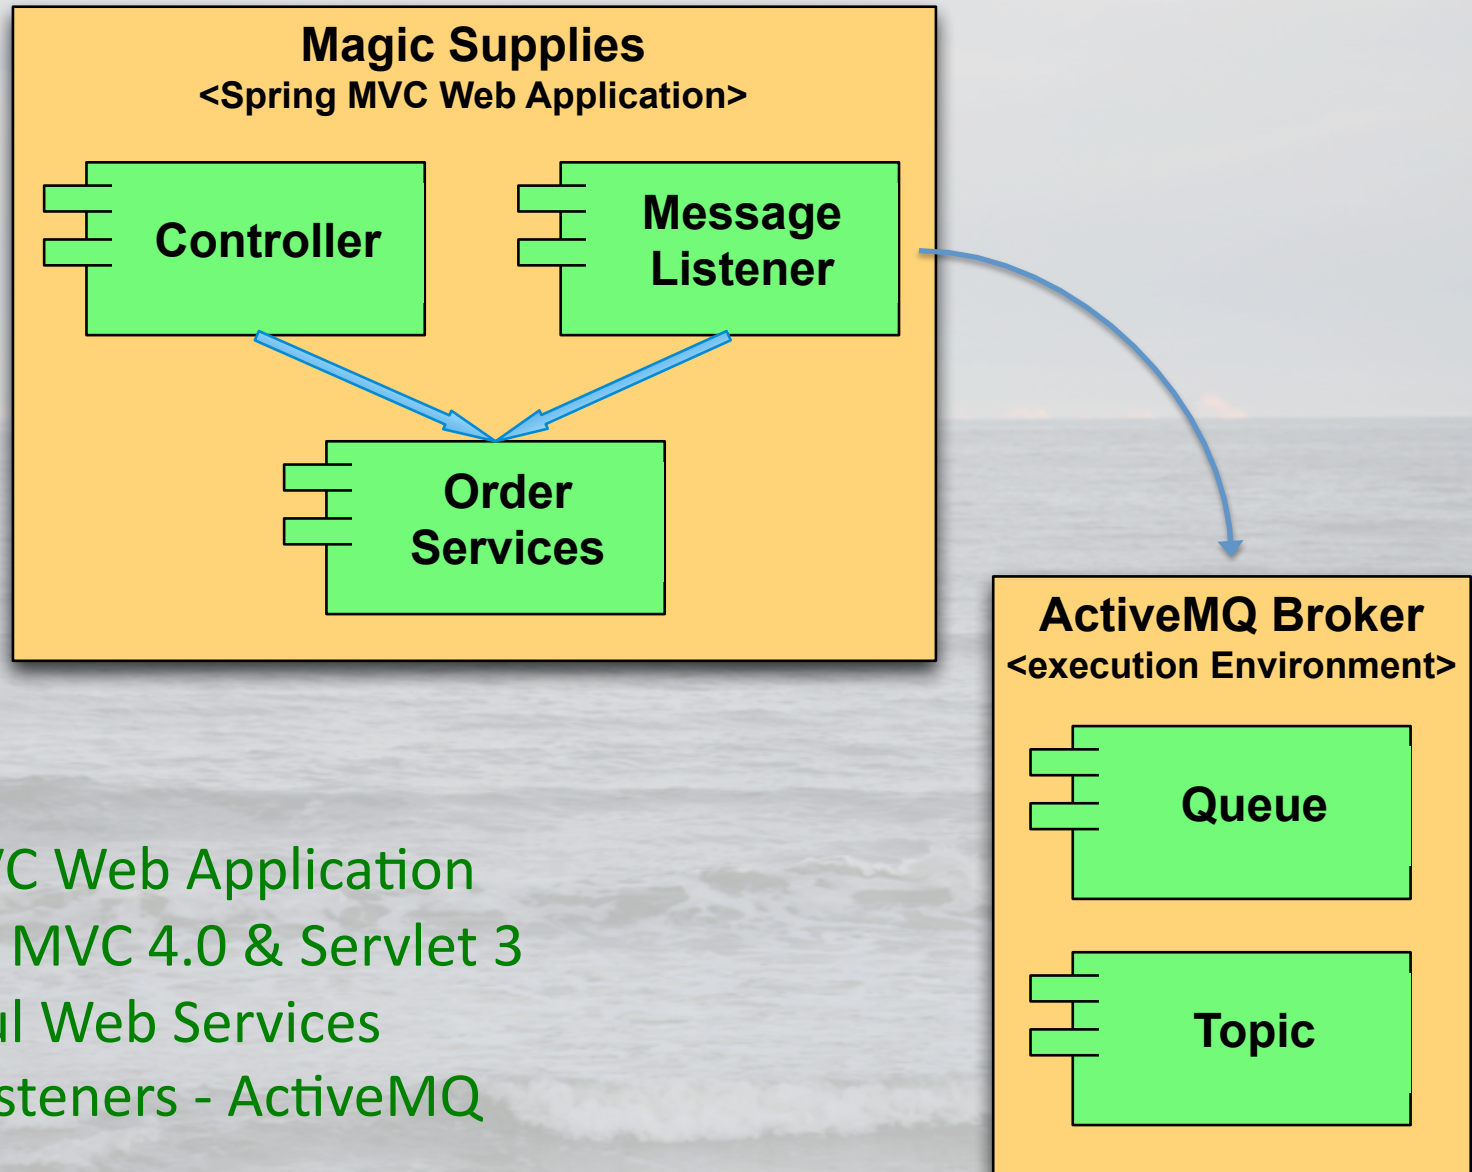 Magic Supplies
<Spring MVC Web Application>
Controller
Message
Listener
Order
Services
ActiveMQ Broker
<execution Environment>
Queue
Topic
Web Application
MVC 4.0 & Servlet 3
Web Services
- ActiveMQ